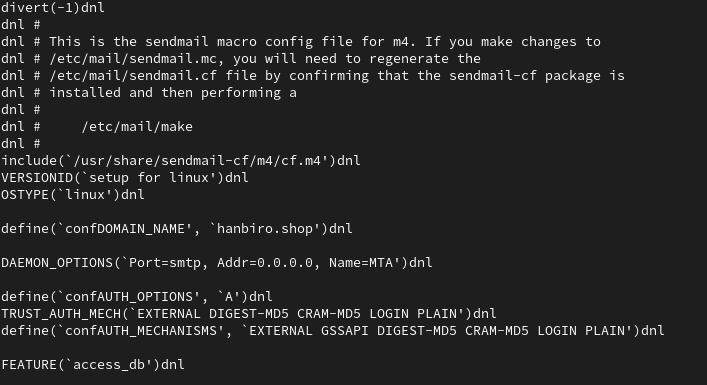 divert(-1)dnl
dnl #
dnl # This is the sendmail macro config file for m4. If you make changes to
dnl # /etc/mail/sendmail.mc, you will need to regenerate the
dnl # /etc/mail/sendmail.cf file by confirming that the sendmail-cf package is
dnl # installed and then performing a
dnl #
dnl #     /etc/mail/make
dnl #
include(`/usr/share/sendmail-cf/m4/cf.m4')dnl
VERSIONID(`setup for linux')dnl
OSTYPE(`linux')dnl
define(`confDOMAIN_NAME', `hanbiro.shop')dnl
DAEMON_OPTIONS(`Port=smtp, Addr=0.0.0.0, Name=MTA')dnl
define(`confAUTH_OPTIONS', `A')dnl
TRUST_AUTH_MECH(`EXTERNAL DIGEST-MD5 CRAM-MD5 LOGIN PLAIN')dnl
define(`confAUTH_MECHANISMS', `EXTERNAL GSSAPI DIGEST-MD5 CRAM-MD5 LOGIN PLAIN')dnl
FEATURE(`access_db')dnl